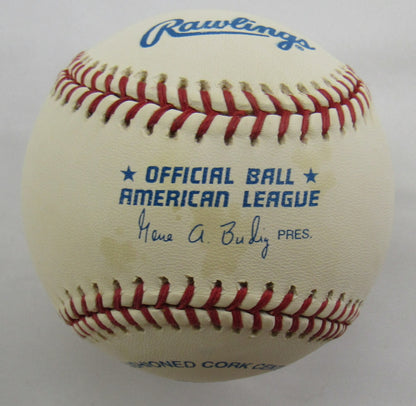 Rawlings ®
★ OFFICIAL BALL ★
AMERICAN LEAGUE
Gene A. Budig PRES.
CORK